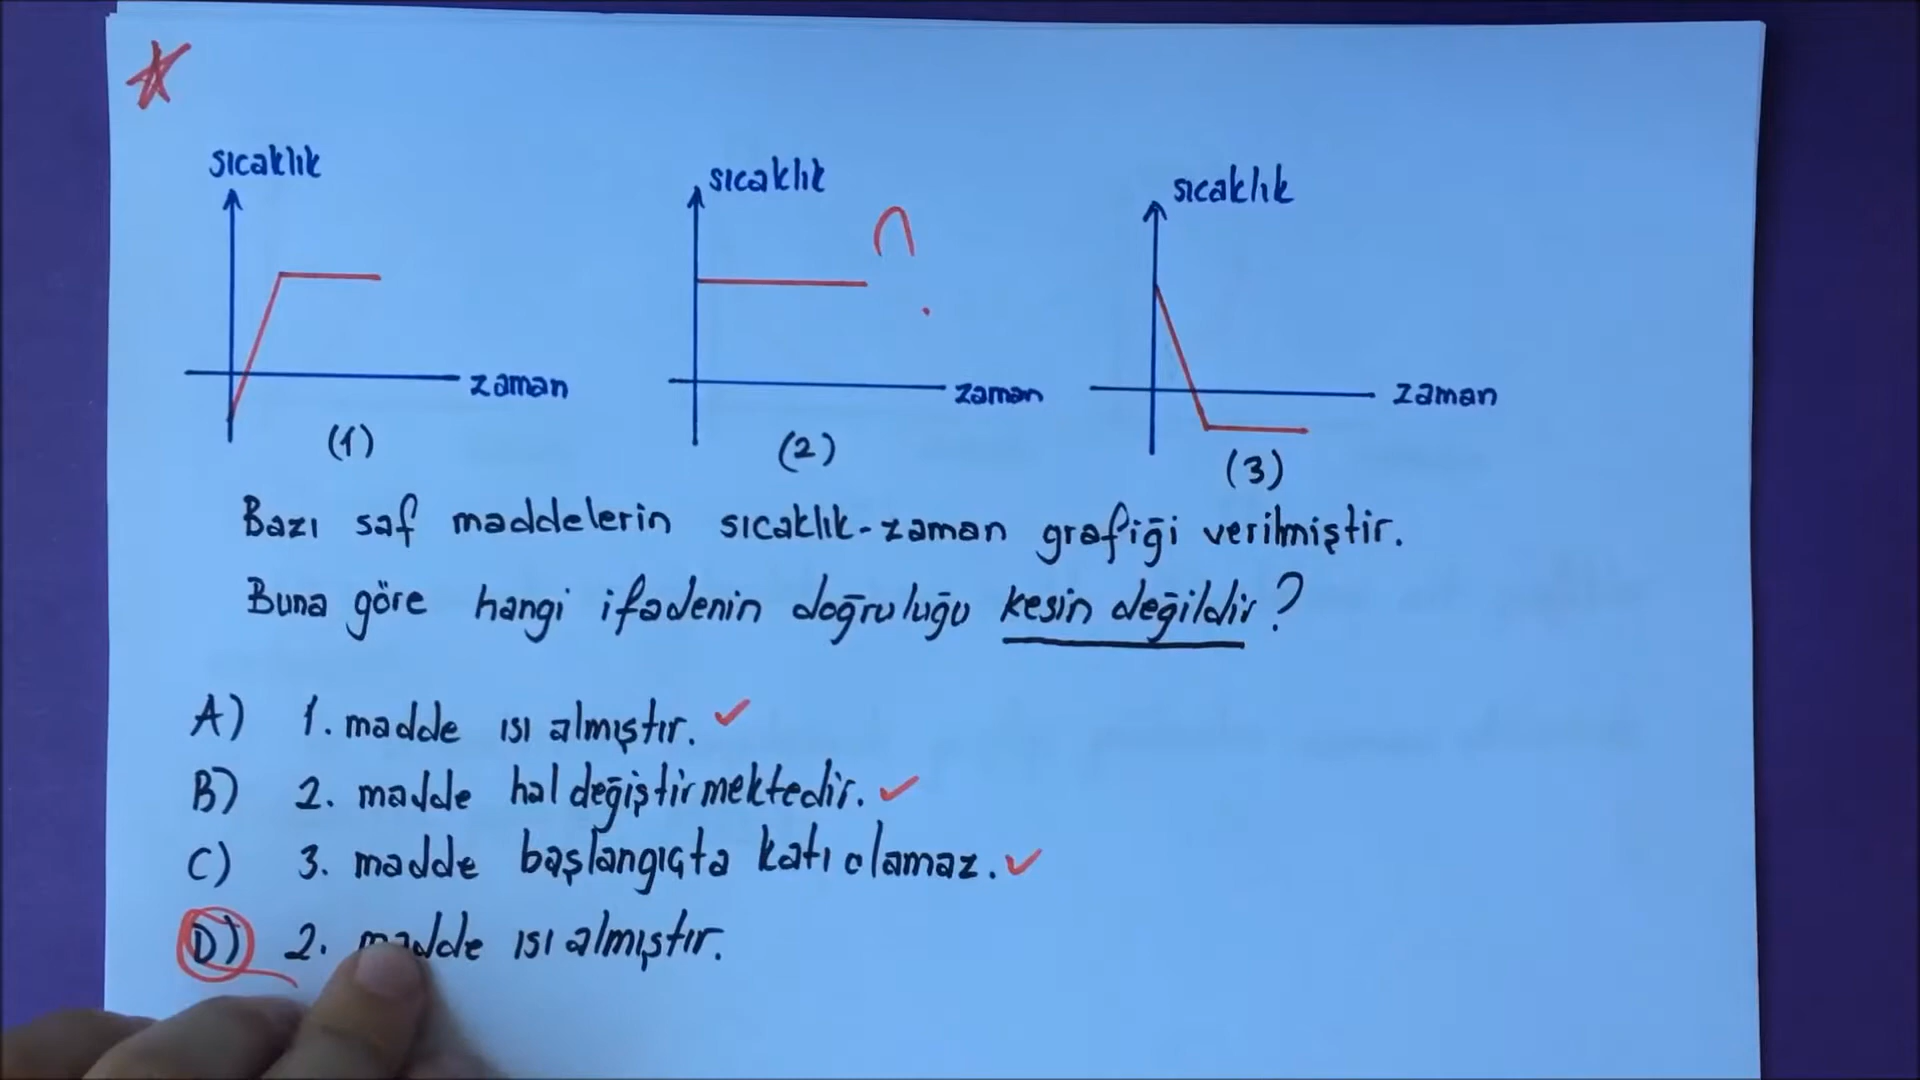 sıcaklık
zaman
(1)
sıcaklık
zaman
(2)
sıcaklık
zaman
(3)
Bazı saf maddelerin sıcaklık-zaman grafiği verilmiştir.
Buna göre hangi ifadenin doğruluğu kesin değildir?
A) 1. madde ısı almıştır.
B) 2. madde hal değiştirmektedir.
C) 3. madde başlangıçta katı olamaz.
D) 2. madde ısı almıştır.